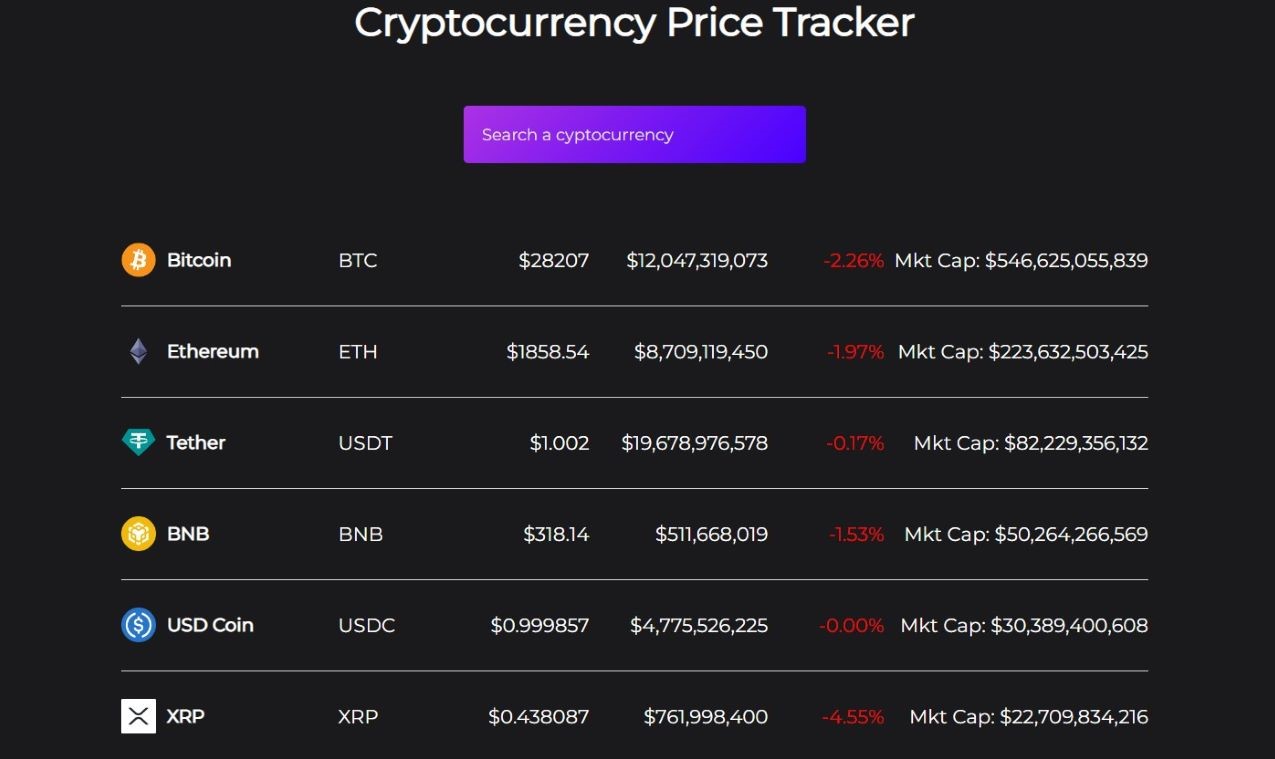 Cryptocurrency Price Tracker
Search a cyptocurrency
Bitcoin BTC $28207 $12,047,319,073 -2.26% Mkt Cap: $546,625,055,839
Ethereum ETH $1858.54 $8,709,119,450 -1.97% Mkt Cap: $223,632,503,425
Tether USDT $1.002 $19,678,976,578 -0.17% Mkt Cap: $82,229,356,132
BNB BNB $318.14 $511,668,019 -1.53% Mkt Cap: $50,264,266,569
USD Coin USDC $0.999857 $4,775,526,225 -0.00% Mkt Cap: $30,389,400,608
XRP XRP $0.438087 $761,998,400 -4.55% Mkt Cap: $22,709,834,216